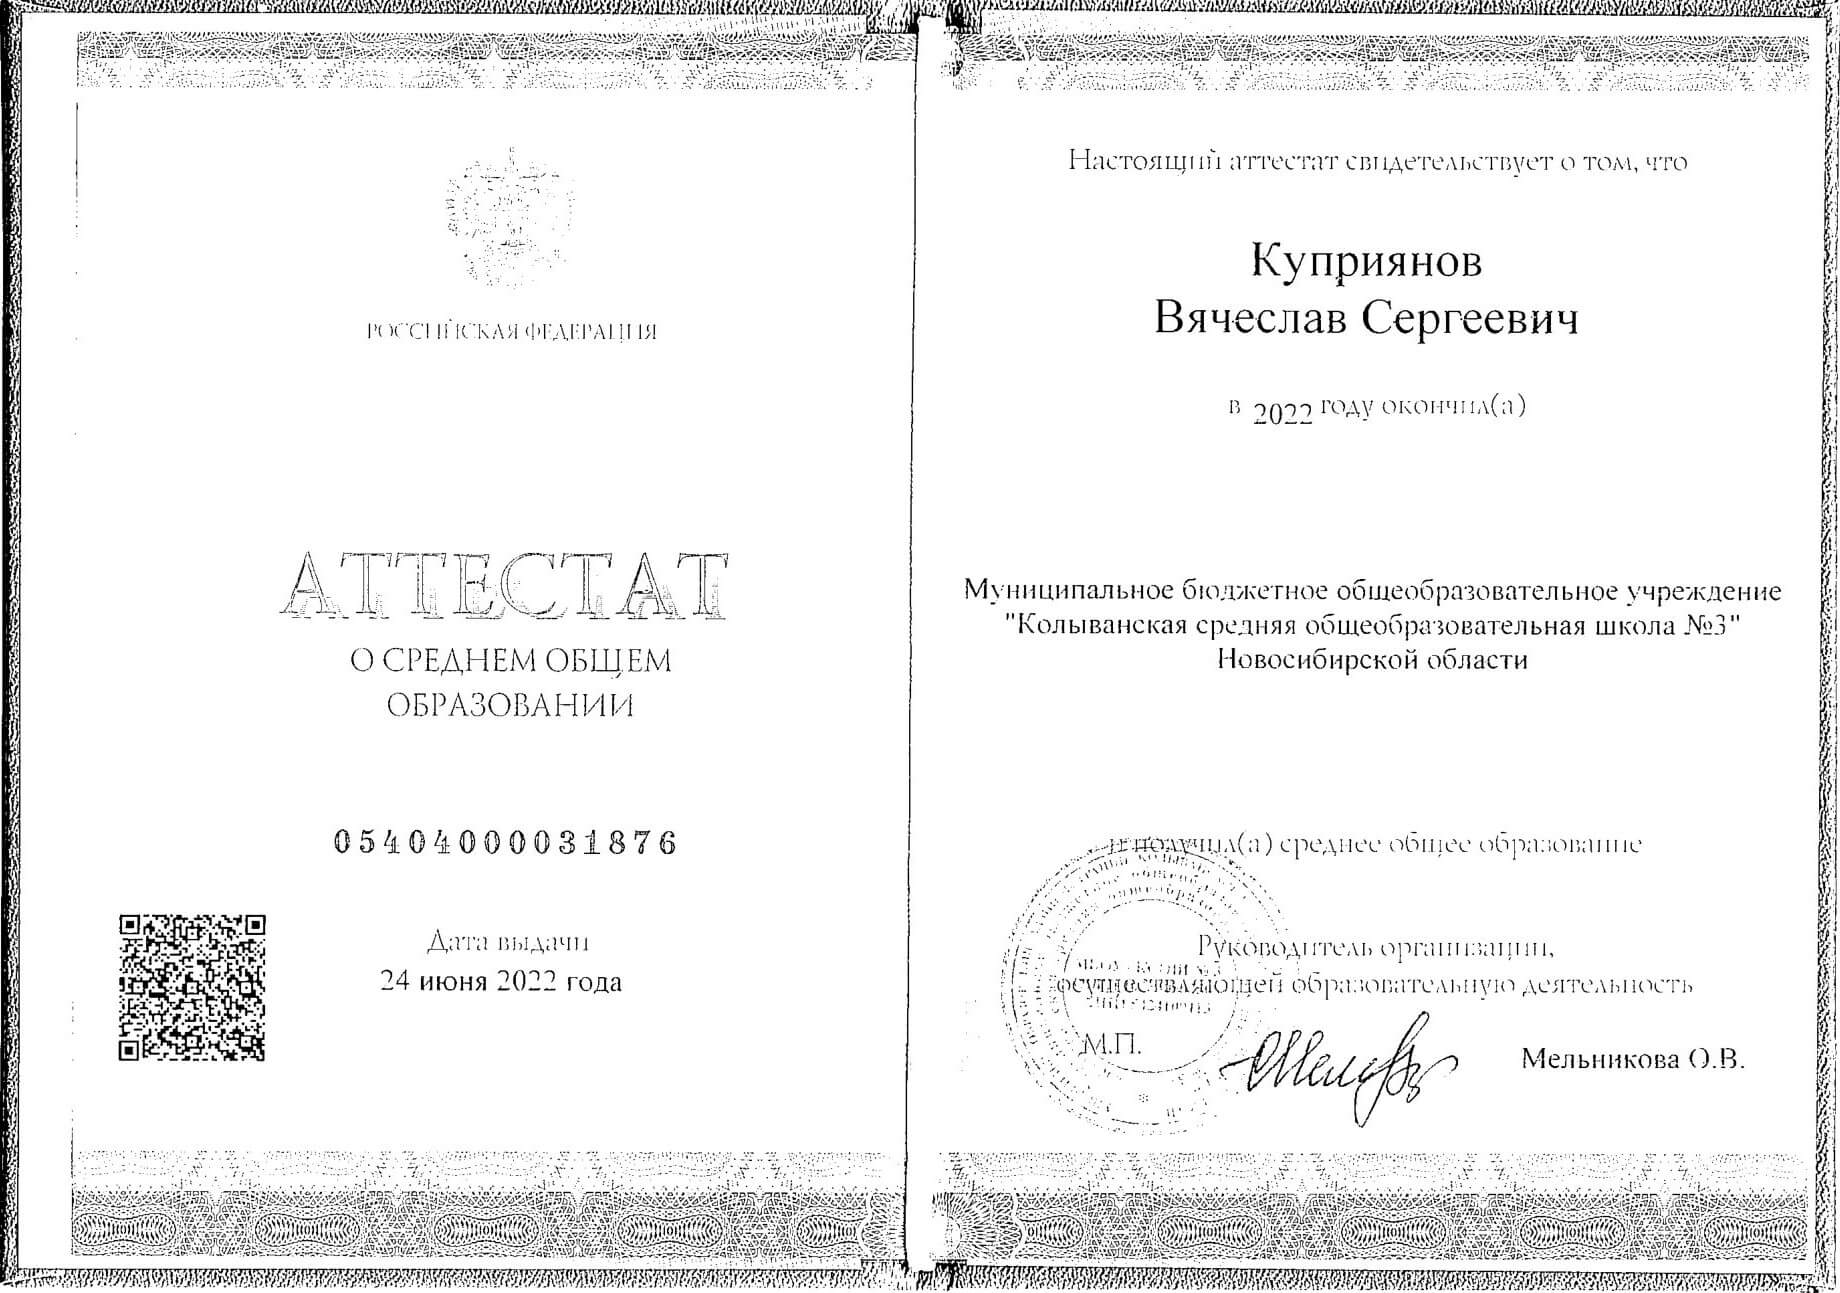 РОССИЙСКАЯ ФЕДЕРАЦИЯ
АТТЕСТАТ
О СРЕДНЕМ ОБЩЕМ
ОБРАЗОВАНИИ
05404000031876
Дата выдачи
24 июня 2022 года
Настоящий аттестат свидетельствует о том, что
Куприянов
Вячеслав Сергеевич
в 2022 году окончил(а)
Муниципальное бюджетное общеобразовательное учреждение
"Колыванская средняя общеобразовательная школа №3"
Новосибирской области
и получил(а) среднее общее образование
Руководитель организации,
осуществляющей образовательную деятельность
М.П.
Мельникова О.В.